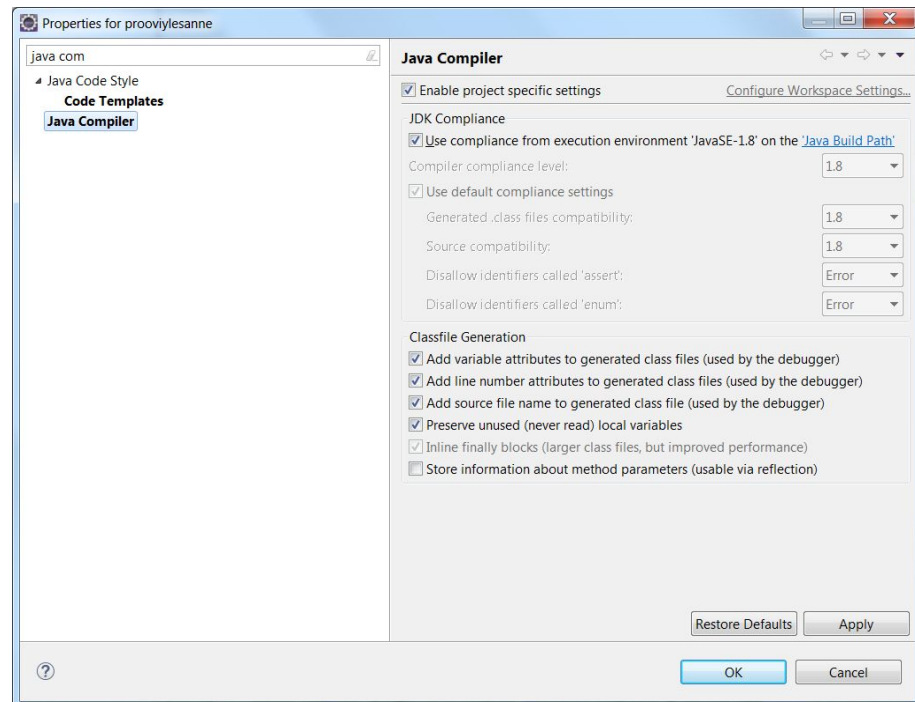 Properties for prooviylesanne
java com
Java Code Style
Code Templates
Java Compiler
Java Compiler
Enable project specific settings Configure Workspace Settings...
JDK Compliance
Use compliance from execution environment 'JavaSE-1.8' on the 'Java Build Path'
Compiler compliance level: 1.8
Use default compliance settings
Generated .class files compatibility: 1.8
Source compatibility: 1.8
Disallow identifiers called 'assert': Error
Disallow identifiers called 'enum': Error
Classfile Generation
Add variable attributes to generated class files (used by the debugger)
Add line number attributes to generated class files (used by the debugger)
Add source file name to generated class file (used by the debugger)
Preserve unused (never read) local variables
Inline finally blocks (larger class files, but improved performance)
Store information about method parameters (usable via reflection)
Restore Defaults Apply
OK Cancel